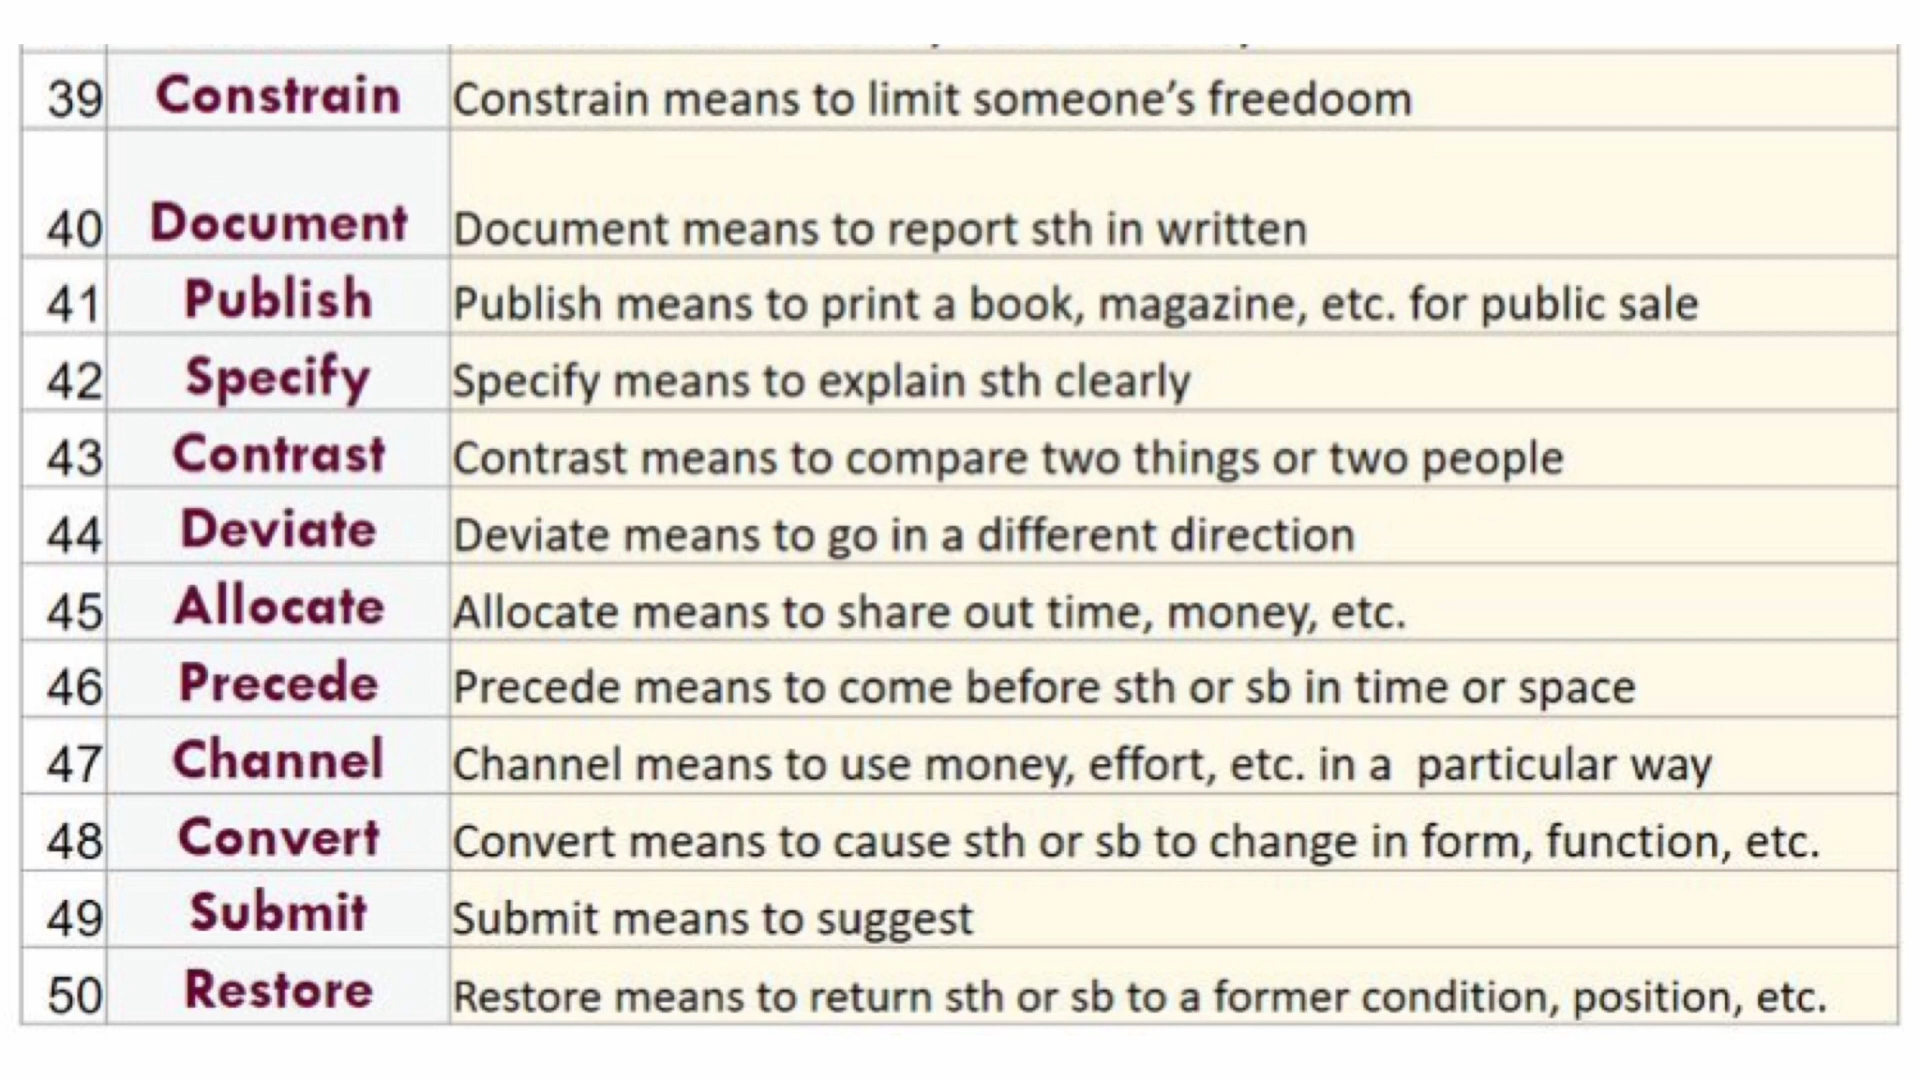 39 Constrain Constrain means to limit someone's freedoom
40 Document Document means to report sth in written
41 Publish Publish means to print a book, magazine, etc. for public sale
42 Specify Specify means to explain sth clearly
43 Contrast Contrast means to compare two things or two people
44 Deviate Deviate means to go in a different direction
45 Allocate Allocate means to share out time, money, etc.
46 Precede Precede means to come before sth or sb in time or space
47 Channel Channel means to use money, effort, etc. in a  particular way
48 Convert Convert means to cause sth or sb to change in form, function, etc.
49 Submit Submit means to suggest
50 Restore Restore means to return sth or sb to a former condition, position, etc.